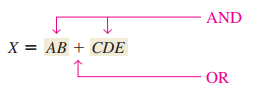 AND
X = AB + CDE
OR